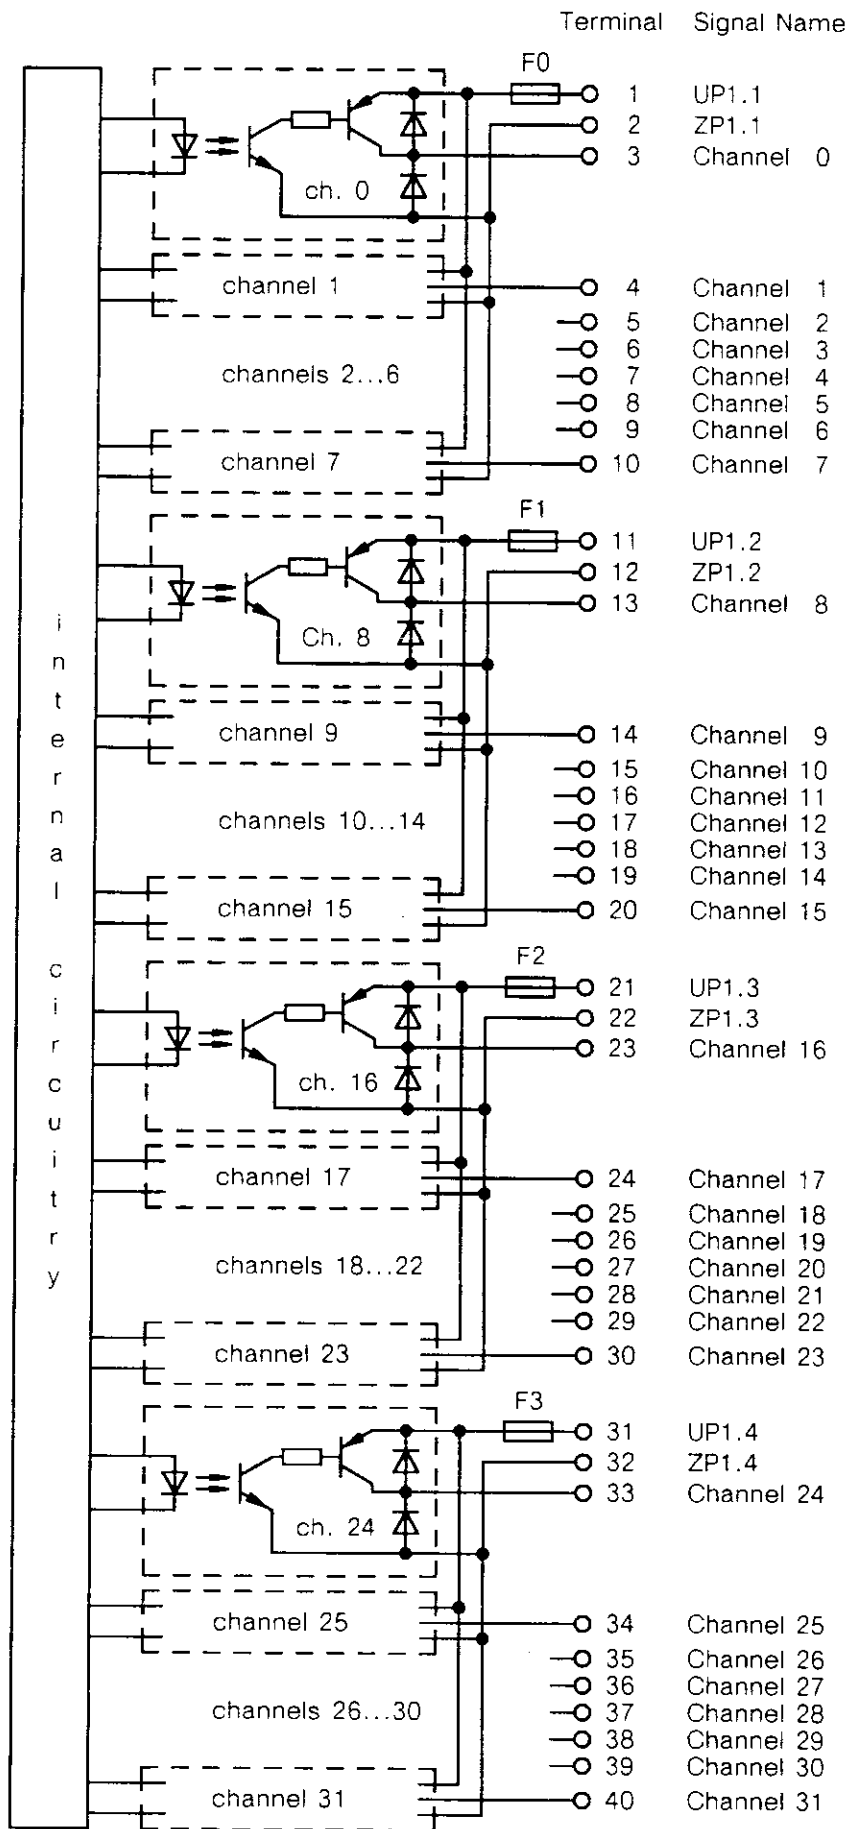 Terminal Signal Name
F0
1 UP1.1
2 ZP1.1
3 Channel 0
ch. 0
channel 1
4 Channel 1
5 Channel 2
6 Channel 3
channels 2...6
7 Channel 4
8 Channel 5
9 Channel 6
channel 7
10 Channel 7
F1
11 UP1.2
12 ZP1.2
13 Channel 8
Ch. 8
channel 9
14 Channel 9
15 Channel 10
16 Channel 11
channels 10...14
17 Channel 12
18 Channel 13
19 Channel 14
channel 15
20 Channel 15
internal circuitry
F2
21 UP1.3
22 ZP1.3
23 Channel 16
ch. 16
channel 17
24 Channel 17
25 Channel 18
26 Channel 19
channels 18...22
27 Channel 20
28 Channel 21
29 Channel 22
channel 23
30 Channel 23
F3
31 UP1.4
32 ZP1.4
33 Channel 24
ch. 24
channel 25
34 Channel 25
35 Channel 26
36 Channel 27
channels 26...30
37 Channel 28
38 Channel 29
39 Channel 30
channel 31
40 Channel 31